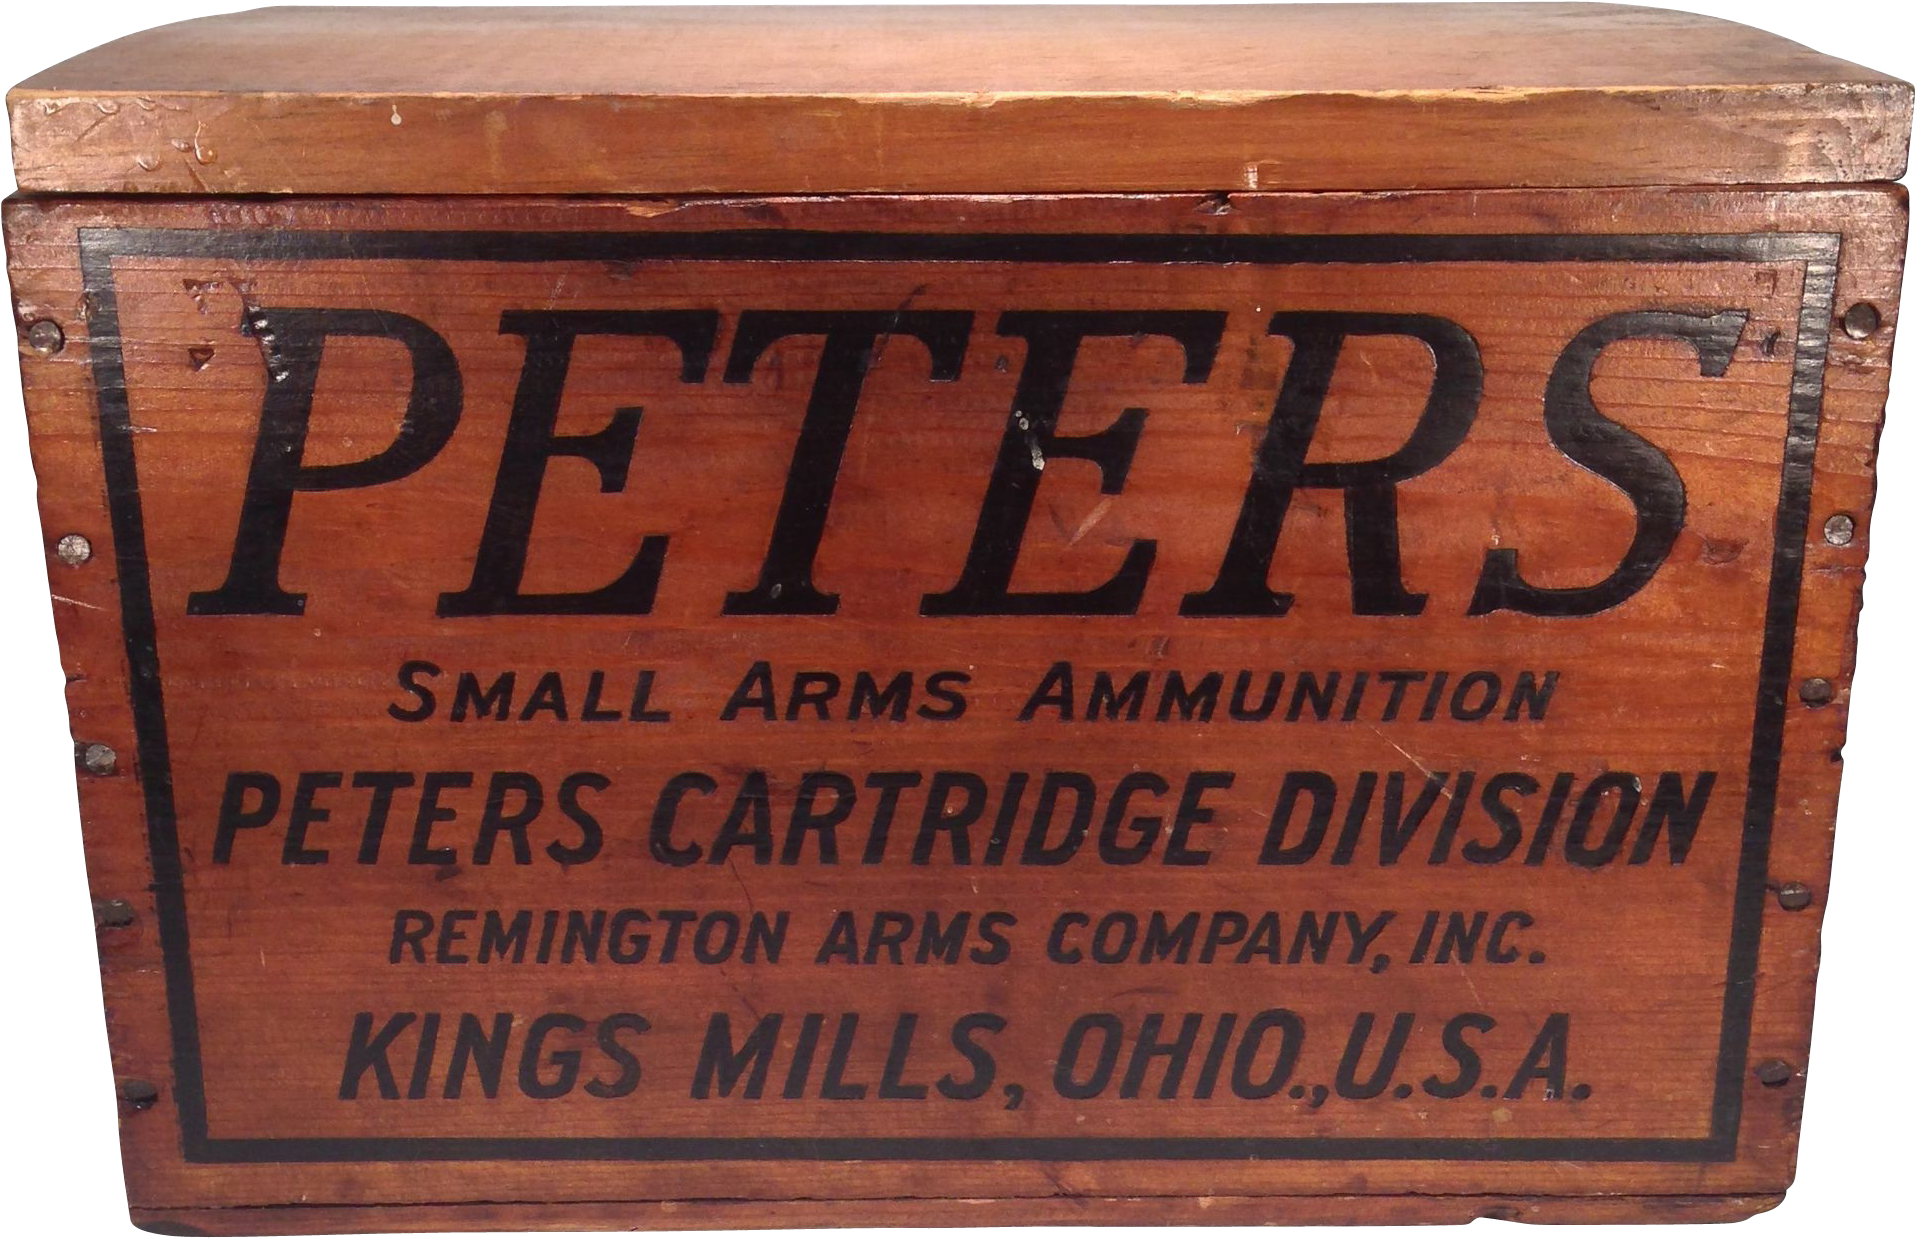 PETERS
SMALL ARMS AMMUNITION
PETERS CARTRIDGE DIVISION
REMINGTON ARMS COMPANY, INC.
KINGS MILLS, OHIO.,U.S.A.